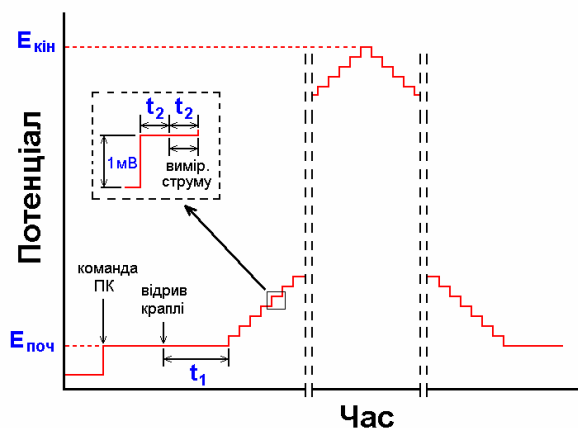 Eкін
t2 t2
1мВ
вимір.
струму
Потенціал
команда
ПК
відрив
краплі
Eпоч
t1
Час